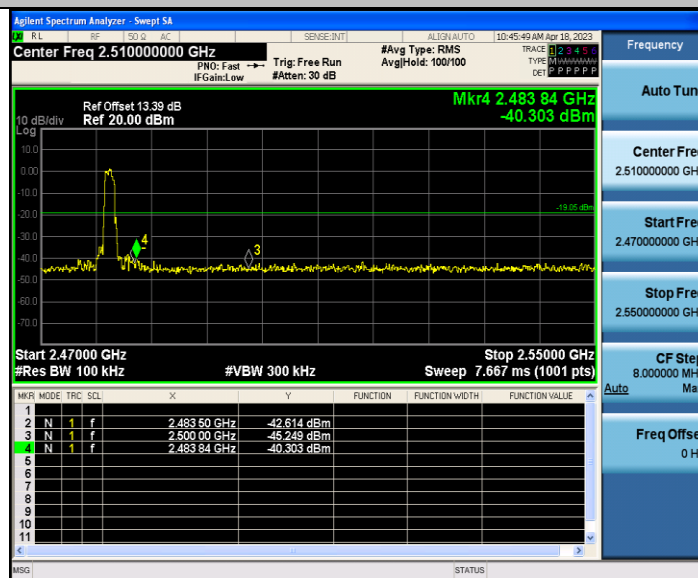 Agilent Spectrum Analyzer - Swept SA
RL RF 50 Ω AC SENSE:INT ALIGN AUTO 10:45:49 AM Apr 18, 2023
Center Freq 2.510000000 GHz
#Avg Type: RMS
TRACE 1 2 3 4 5 6
PNO: Fast Trig: Free Run Avg|Hold: 100/100
TYPE M
IFGain:Low #Atten: 30 dB
DET P P P P P P
Mkr4 2.483 84 GHz
-40.303 dBm
Ref Offset 13.39 dB
10 dB/div Ref 20.00 dBm
Log
10.0
0.00
-10.0
-19.05 dBm
-20.0
-30.0
4
3
-40.0
-50.0
-60.0
-70.0
Start 2.47000 GHz Stop 2.55000 GHz
#Res BW 100 kHz #VBW 300 kHz Sweep 7.667 ms (1001 pts)
MKR MODE TRC SCL X Y FUNCTION FUNCTION WIDTH FUNCTION VALUE
1
2 N 1 f 2.483 50 GHz -42.614 dBm
3 N 1 f 2.500 00 GHz -45.249 dBm
4 N 1 f 2.483 84 GHz -40.303 dBm
5
6
7
8
9
10
11
MSG STATUS
Frequency
Auto Tun
Center Fre
2.510000000 GH
Start Fre
2.470000000 GH
Stop Fre
2.550000000 GH
CF Step
8.000000 MH
Auto Ma
Freq Offse
0 H